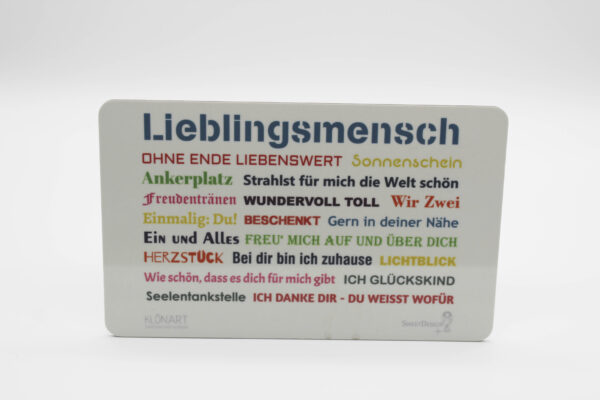 Lieblingsmensch
OHNE ENDE LIEBENSWERT Sonnenschein
Ankerplatz Strahlst für mich die Welt schön
Freudentränen WUNDERVOLL TOLL Wir Zwei
Einmalig: Du! BESCHENKT Gern in deiner Nähe
Ein und Alles FREU' MICH AUF UND ÜBER DICH
HERZSTÜCK Bei dir bin ich zuhause LICHTBLICK
Wie schön, dass es dich für mich gibt ICH GLÜCKSKIND
Seelentankstelle ICH DANKE DIR - DU WEISST WOFÜR
KLÖNART SweetDesign